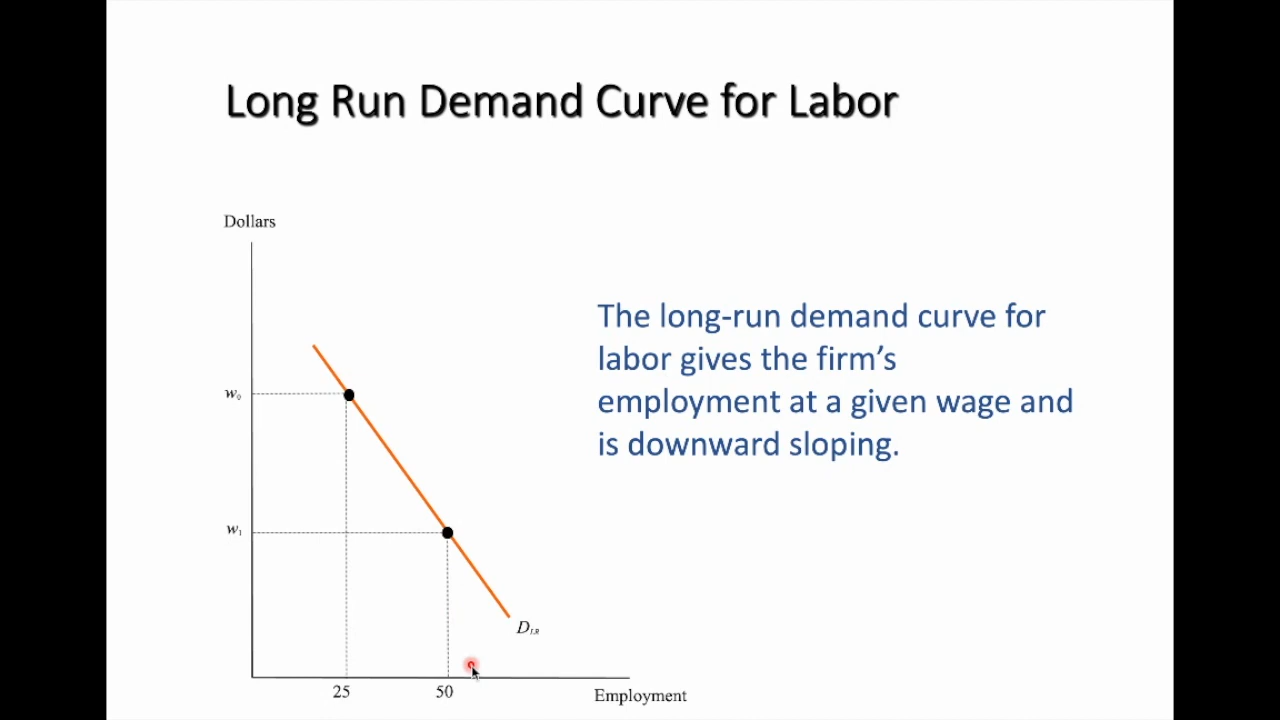 Long Run Demand Curve for Labor
Dollars
The long-run demand curve for
labor gives the firm's
employment at a given wage and
is downward sloping.
w₀
w₁
D_LR
25 50
Employment